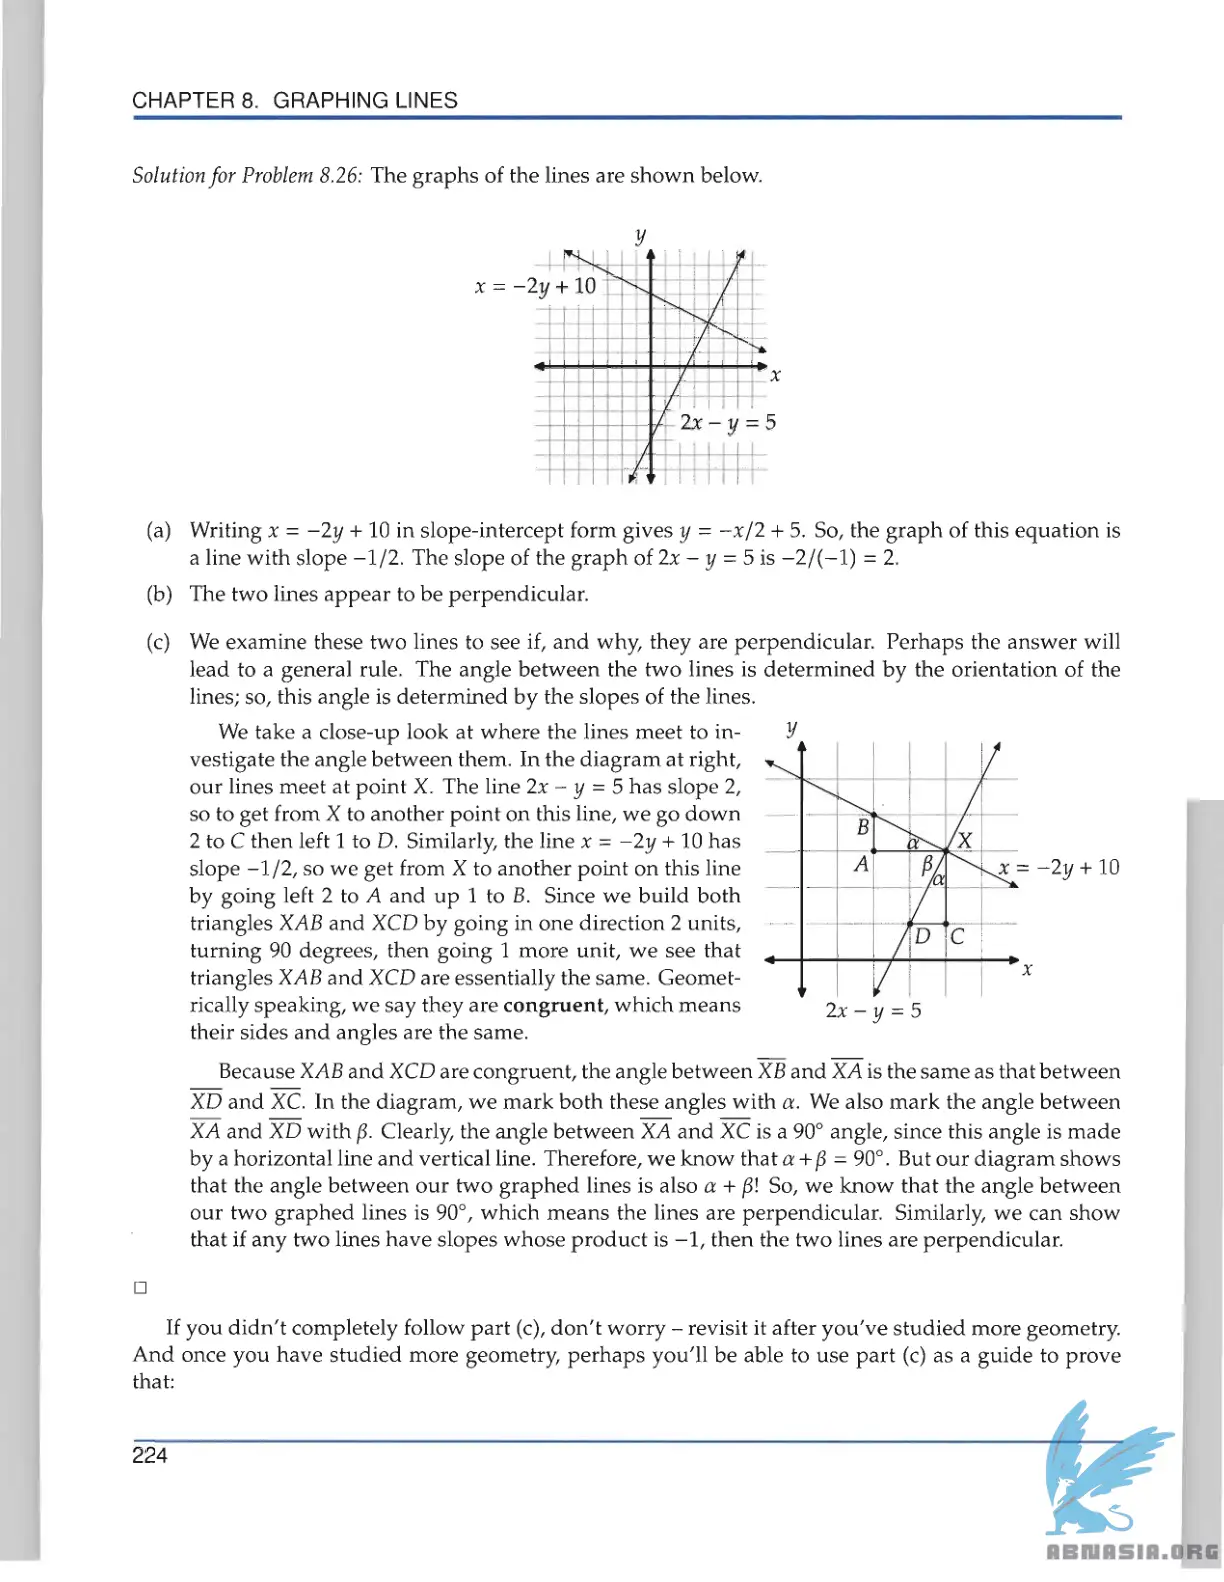 CHAPTER 8. GRAPHING LINES
Solution for Problem 8.26: The graphs of the lines are shown below.
y
x = −2y + 10
x
2x − y = 5
(a) Writing x = −2y + 10 in slope-intercept form gives y = −x/2 + 5. So, the graph of this equation is
a line with slope −1/2. The slope of the graph of 2x − y = 5 is −2/(−1) = 2.
(b) The two lines appear to be perpendicular.
(c) We examine these two lines to see if, and why, they are perpendicular. Perhaps the answer will
lead to a general rule. The angle between the two lines is determined by the orientation of the
lines; so, this angle is determined by the slopes of the lines.
We take a close-up look at where the lines meet to in-
vestigate the angle between them. In the diagram at right,
our lines meet at point X. The line 2x − y = 5 has slope 2,
so to get from X to another point on this line, we go down
2 to C then left 1 to D. Similarly, the line x = −2y + 10 has
slope −1/2, so we get from X to another point on this line
by going left 2 to A and up 1 to B. Since we build both
triangles XAB and XCD by going in one direction 2 units,
turning 90 degrees, then going 1 more unit, we see that
triangles XAB and XCD are essentially the same. Geomet-
rically speaking, we say they are congruent, which means
their sides and angles are the same.
y
B
α
X
A
β
α
x = −2y + 10
D
C
x
2x − y = 5
Because XAB and XCD are congruent, the angle between XB and XA is the same as that between
XD and XC. In the diagram, we mark both these angles with α. We also mark the angle between
XA and XD with β. Clearly, the angle between XA and XC is a 90° angle, since this angle is made
by a horizontal line and vertical line. Therefore, we know that α + β = 90°. But our diagram shows
that the angle between our two graphed lines is also α + β! So, we know that the angle between
our two graphed lines is 90°, which means the lines are perpendicular. Similarly, we can show
that if any two lines have slopes whose product is −1, then the two lines are perpendicular.
□
If you didn't completely follow part (c), don't worry – revisit it after you've studied more geometry.
And once you have studied more geometry, perhaps you'll be able to use part (c) as a guide to prove
that:
224
ABNASIA.ORG